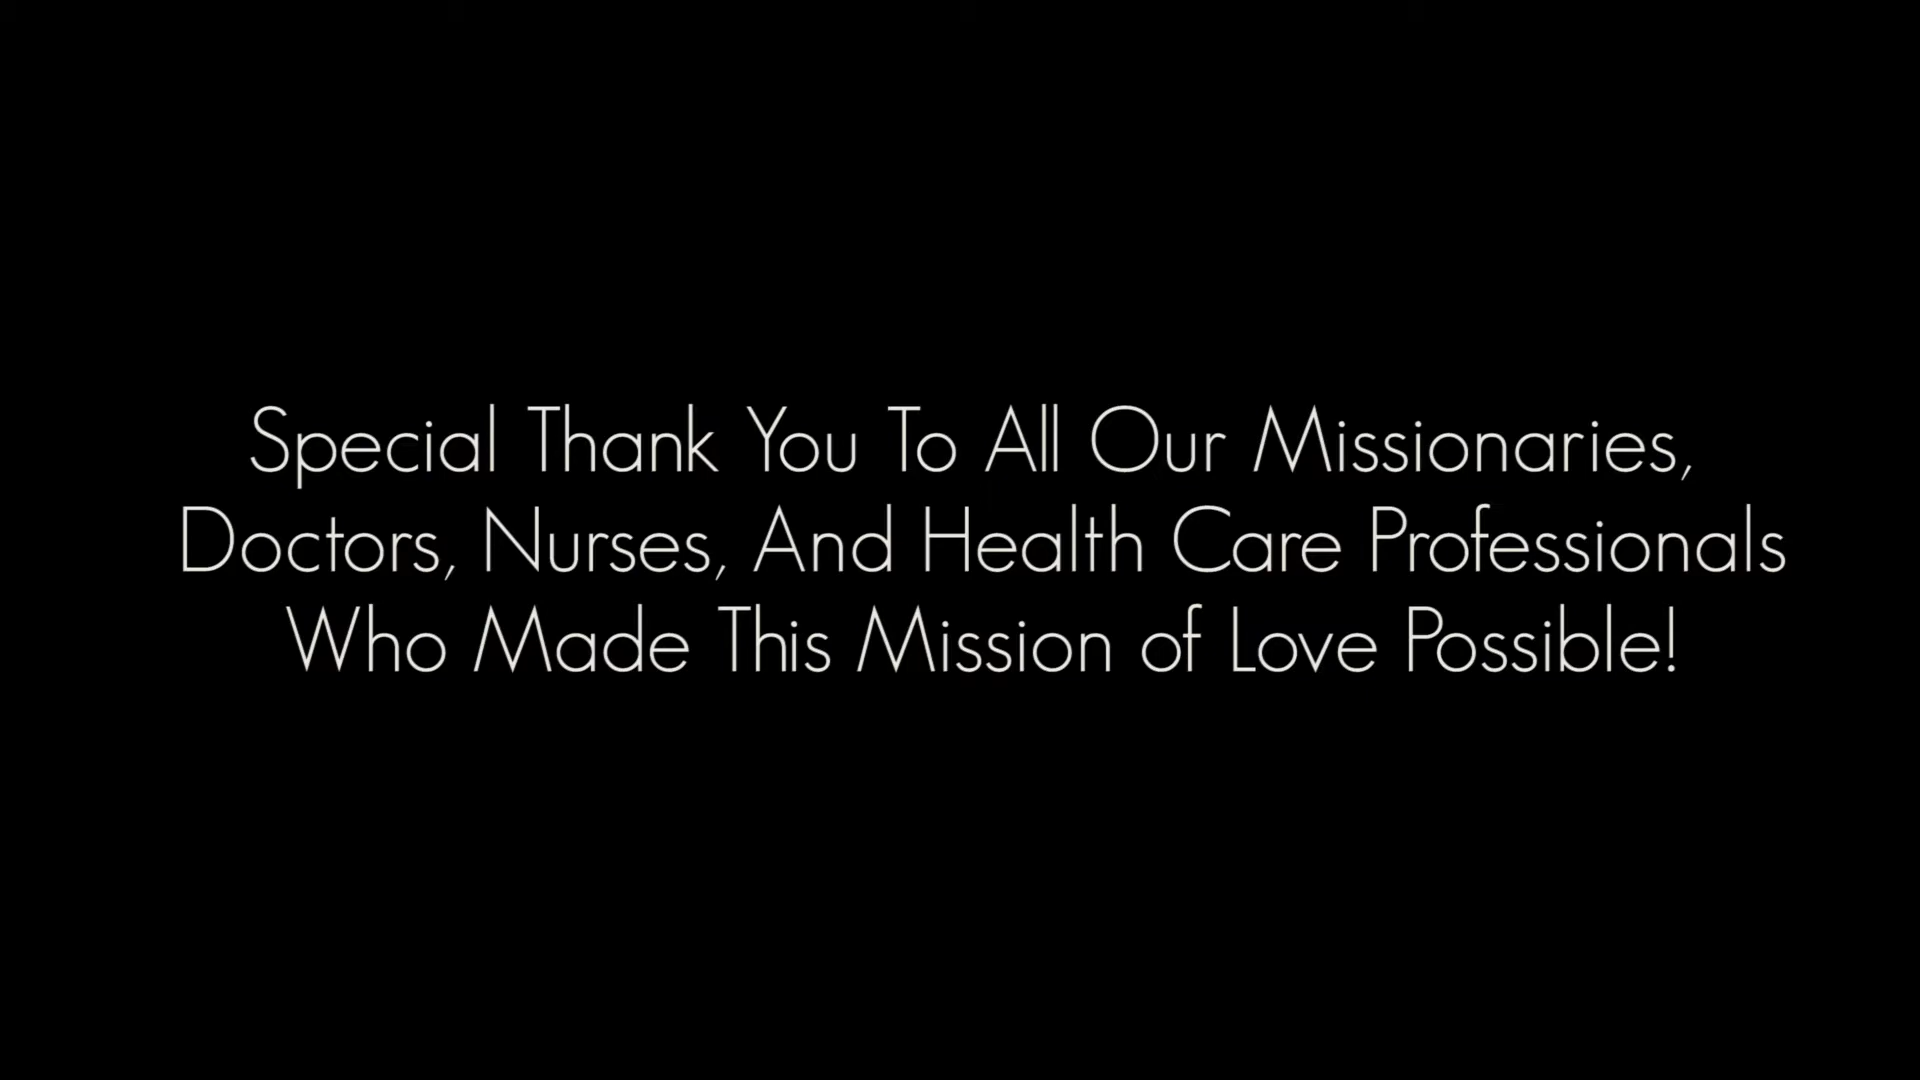 Special Thank You To All Our Missionaries,
Doctors, Nurses, And Health Care Professionals
Who Made This Mission of Love Possible!